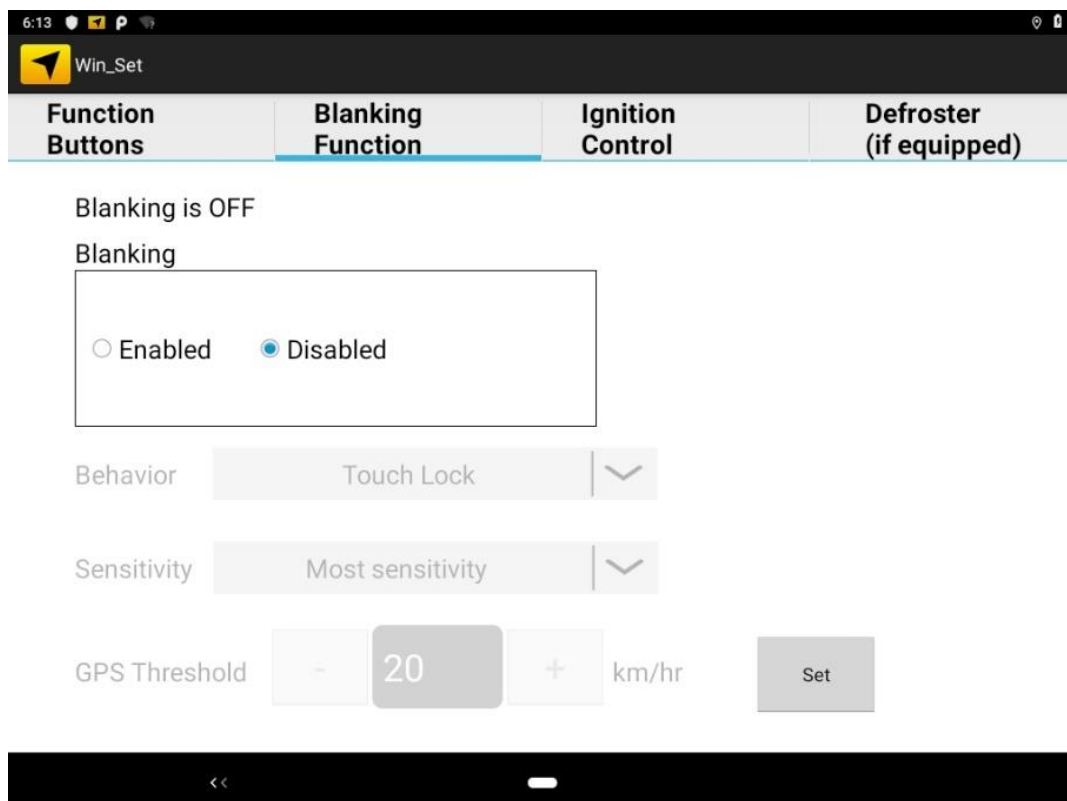 6:13
Win_Set
Function Buttons
Blanking Function
Ignition Control
Defroster (if equipped)
Blanking is OFF
Blanking
Enabled Disabled
Behavior Touch Lock
Sensitivity Most sensitivity
GPS Threshold - 20 + km/hr Set